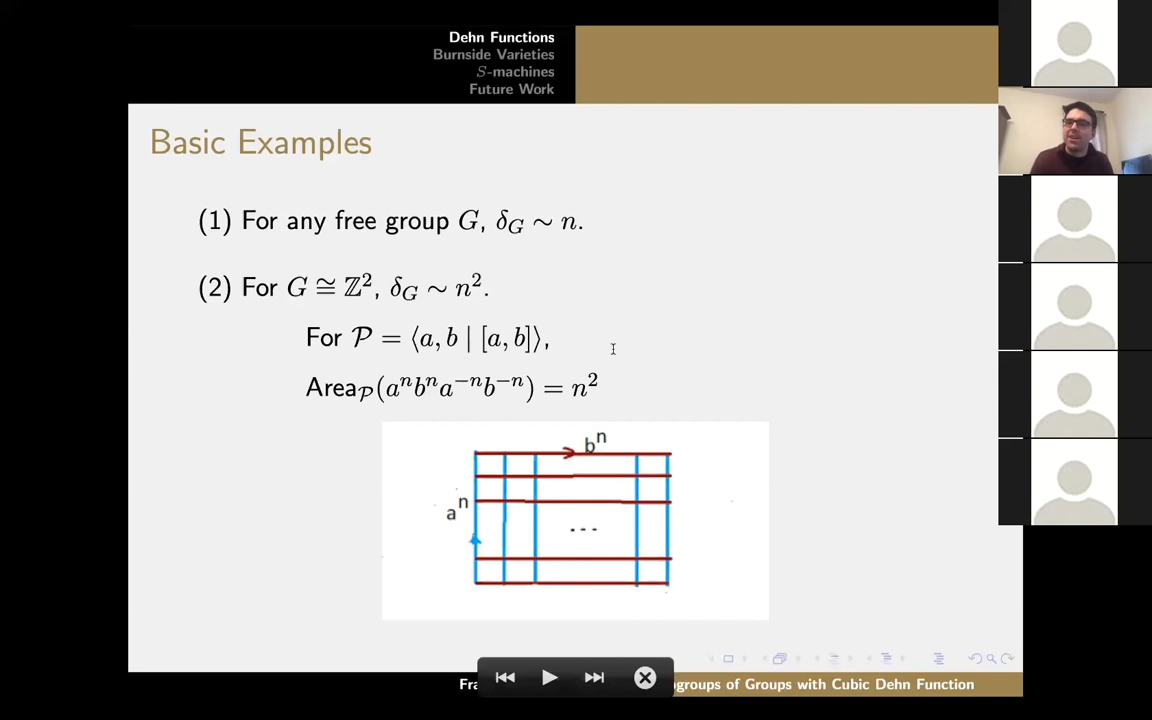 Dehn Functions
Burnside Varieties
S-machines
Future Work
Basic Examples
(1) For any free group G, δ_G ∼ n.
(2) For G ≅ ℤ², δ_G ∼ n².
For 𝒫 = ⟨a, b | [a, b]⟩,
Area_𝒫(aⁿbⁿa⁻ⁿb⁻ⁿ) = n²
bⁿ
aⁿ
...
groups of Groups with Cubic Dehn Function